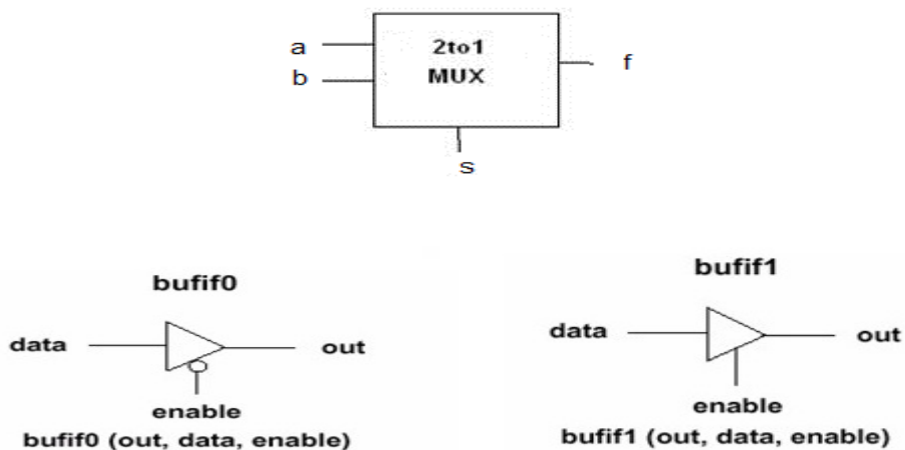 a
2to1
MUX
b
f
s
bufif0
data
out
enable
bufif0 (out, data, enable)
bufif1
data
out
enable
bufif1 (out, data, enable)